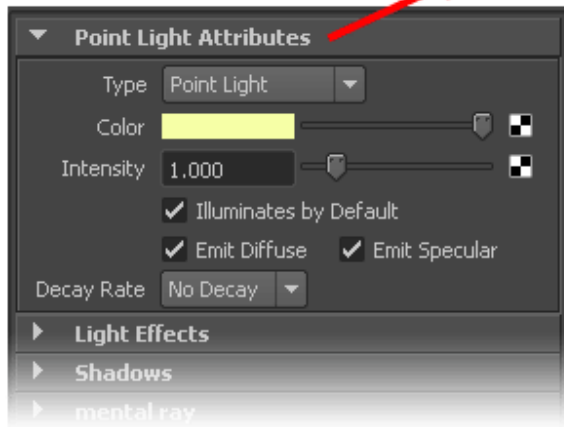 Point Light Attributes
Type Point Light
Color
Intensity 1.000
Illuminates by Default
Emit Diffuse Emit Specular
Decay Rate No Decay
Light Effects
Shadows
mental ray